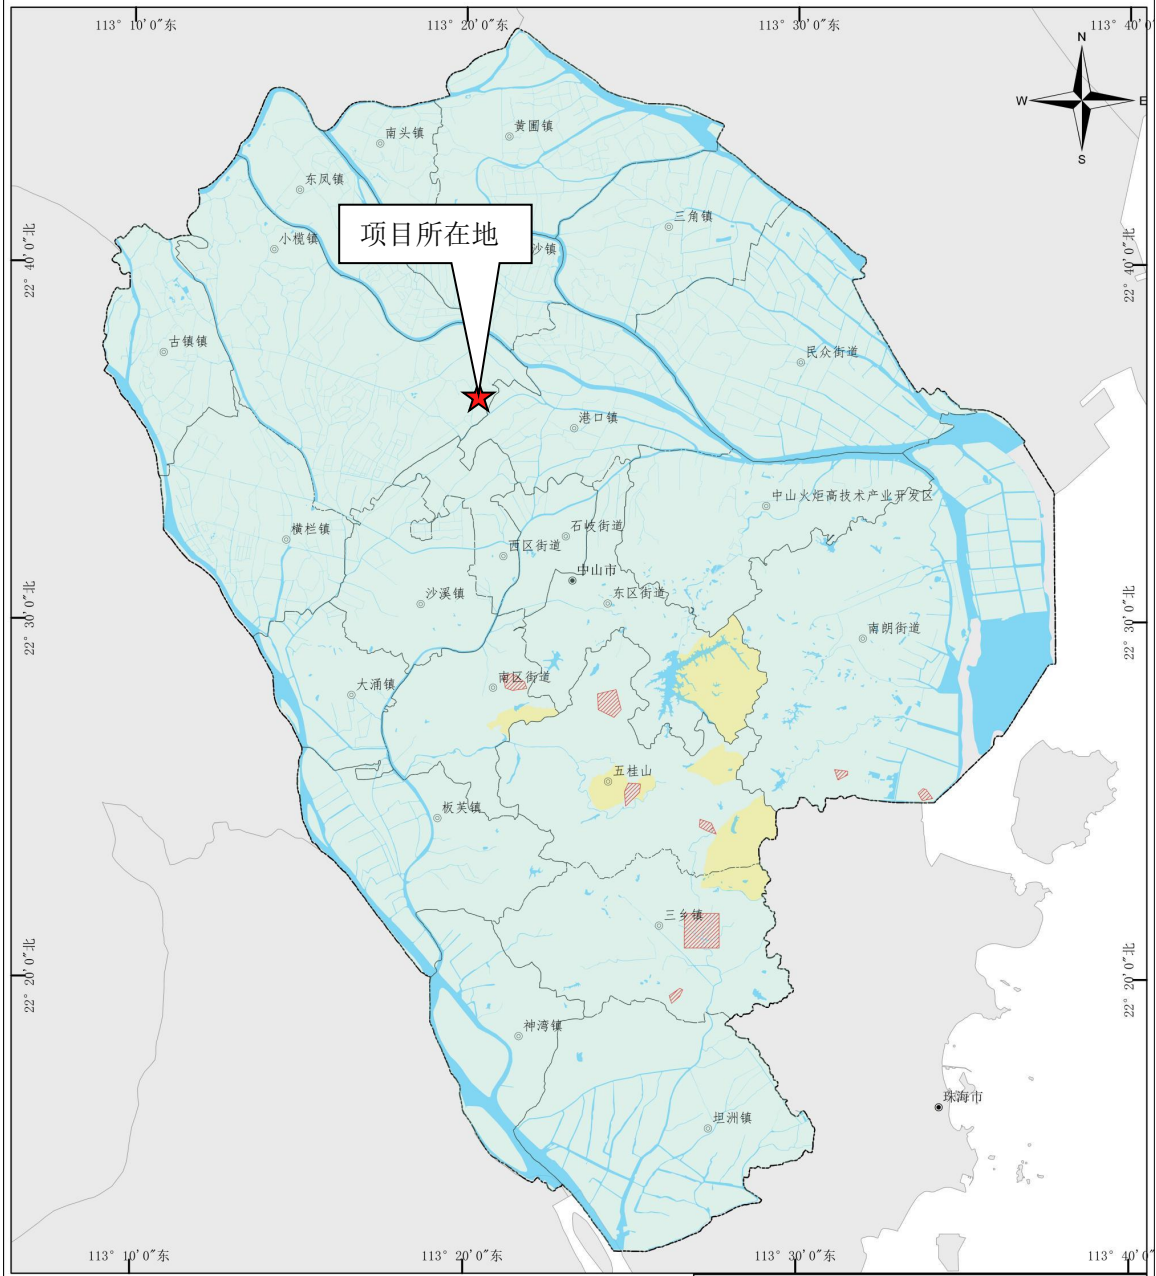 113° 10'0"东
113° 20'0"东
113° 30'0"东
113° 40'0"
N
W
E
S
南头镇
黄圃镇
东凤镇
三角镇
小榄镇
项目所在地
沙镇
22° 40'0"北
22° 40'0"北
古镇镇
民众街道
港口镇
中山火炬高技术产业开发区
横栏镇
石岐街道
西区街道
中山市
沙溪镇
东区街道
22° 30'0"北
22° 30'0"北
南朗街道
大涌镇
南区街道
五桂山
板芙镇
三乡镇
22° 20'0"北
22° 20'0"北
神湾镇
珠海市
坦洲镇
113° 10'0"东
113° 20'0"东
113° 30'0"东
113° 40'0"